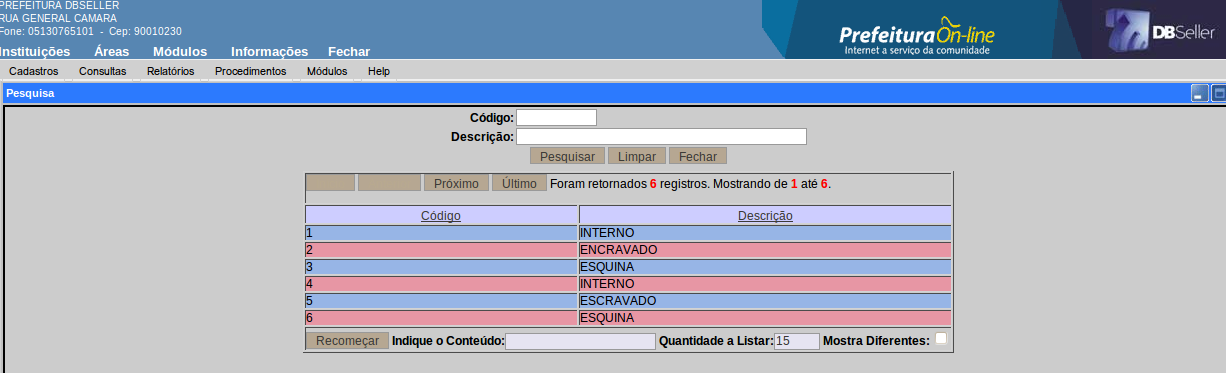 PREFEITURA DBSELLER
RUA GENERAL CAMARA
Fone: 05130765101 - Cep: 90010230
Instituições Áreas Módulos Informações Fechar
PrefeituraOn-line
Internet a serviço da comunidade
DBSeller
Cadastros Consultas Relatórios Procedimentos Módulos Help
Pesquisa
Código:
Descrição:
Pesquisar Limpar Fechar
Próximo Último Foram retornados 6 registros. Mostrando de 1 até 6.
Código Descrição
1 INTERNO
2 ENCRAVADO
3 ESQUINA
4 INTERNO
5 ESCRAVADO
6 ESQUINA
Recomeçar Indique o Conteúdo: Quantidade a Listar: 15 Mostra Diferentes: